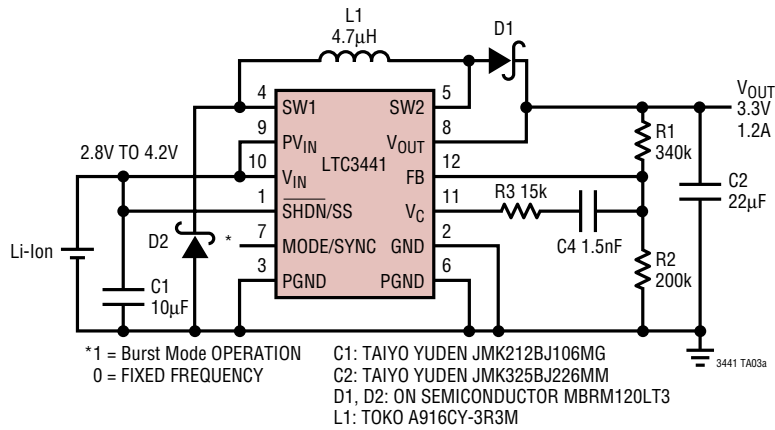 L1
4.7µH
D1
4
SW1
5
SW2
VOUT
3.3V
1.2A
9
PVIN
8
VOUT
R1
340k
2.8V TO 4.2V
LTC3441
10
VIN
12
FB
C2
22µF
1
SHDN/SS
11
VC
R3 15k
C4 1.5nF
Li-Ion
D2
*
7
MODE/SYNC
2
GND
R2
200k
C1
10µF
3
PGND
6
PGND
*1 = Burst Mode OPERATION
0 = FIXED FREQUENCY
C1: TAIYO YUDEN JMK212BJ106MG
C2: TAIYO YUDEN JMK325BJ226MM
D1, D2: ON SEMICONDUCTOR MBRM120LT3
L1: TOKO A916CY-3R3M
3441 TA03a